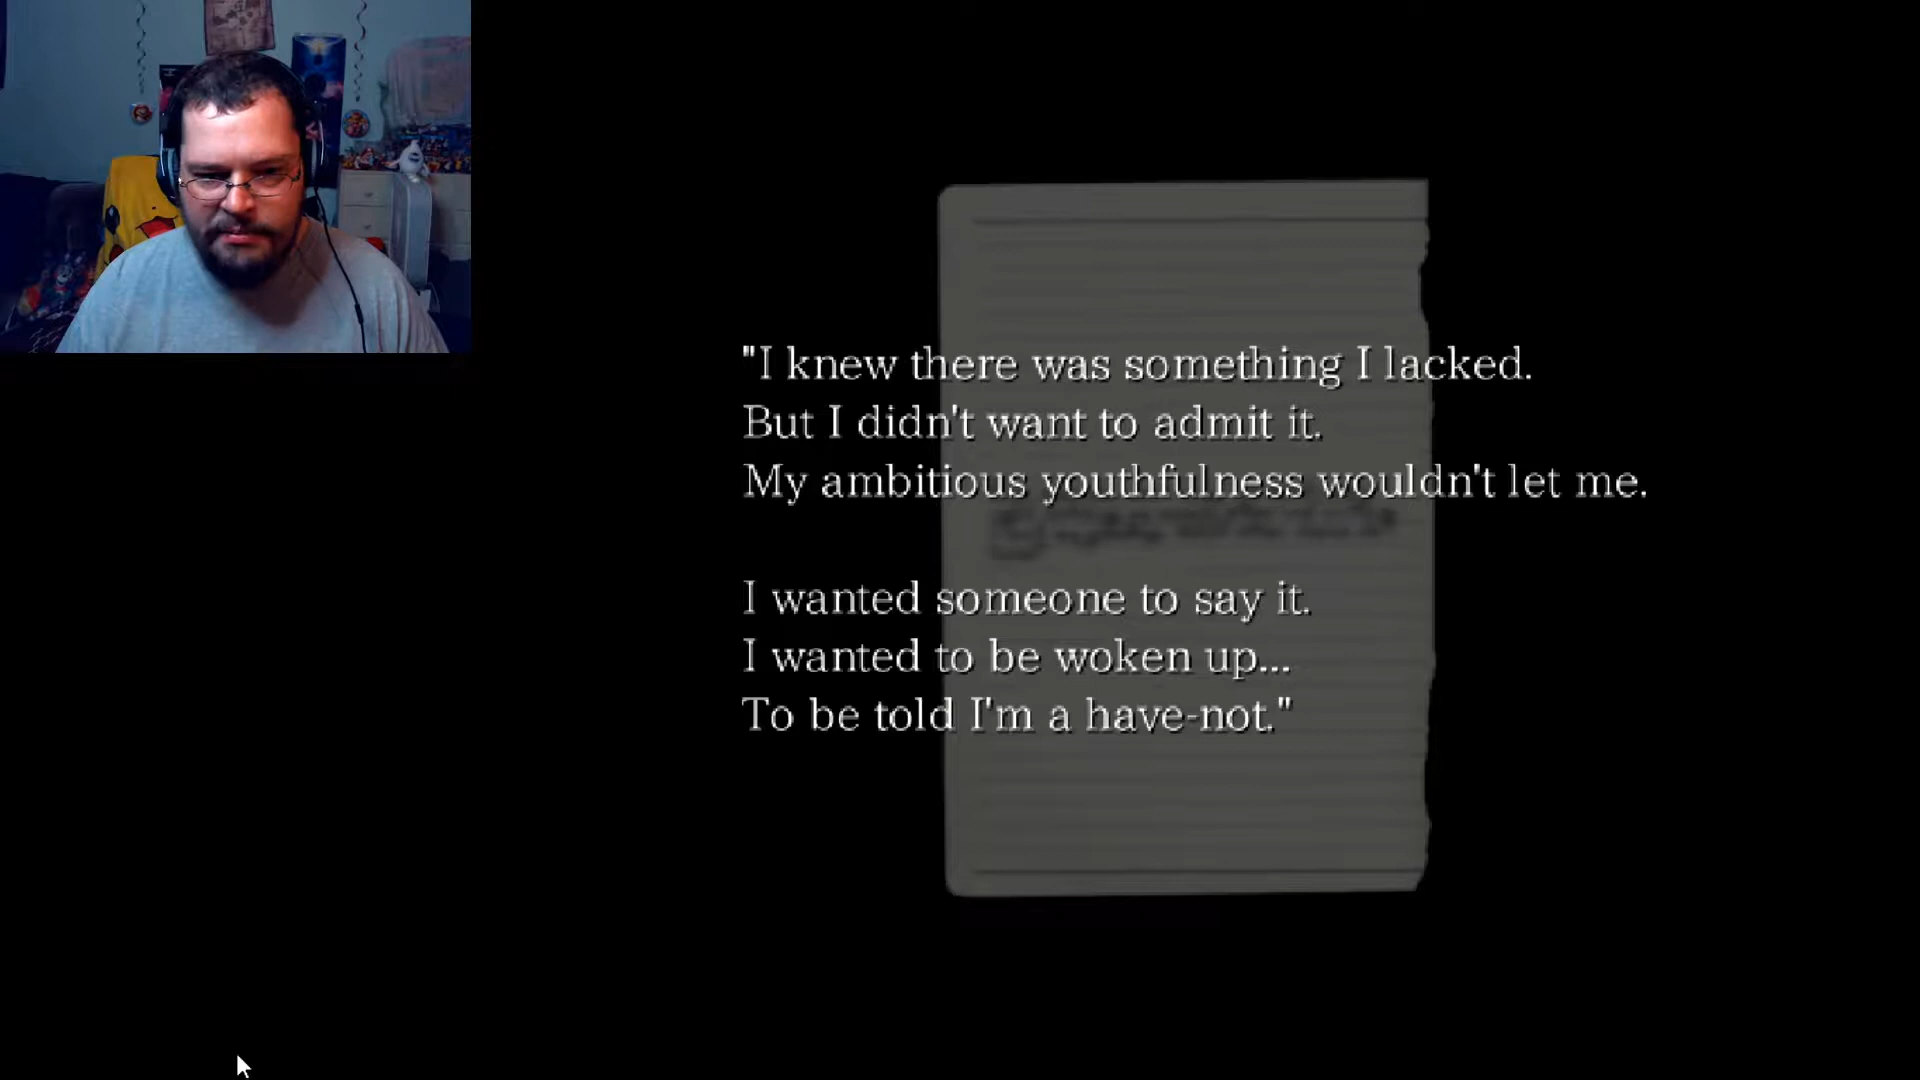 "I knew there was something I lacked.
But I didn't want to admit it.
My ambitious youthfulness wouldn't let me.
I wanted someone to say it.
I wanted to be woken up...
To be told I'm a have-not."